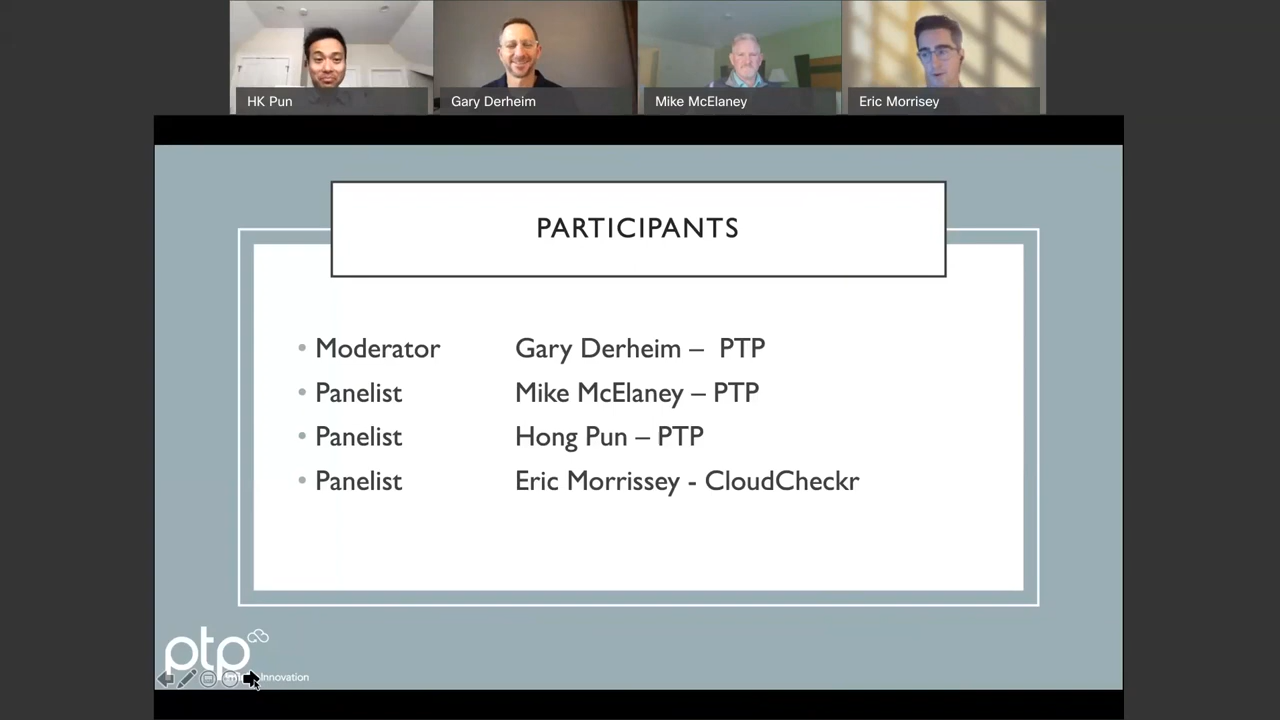 HK Pun
Gary Derheim
Mike McElaney
Eric Morrisey
PARTICIPANTS
• Moderator Gary Derheim – PTP
• Panelist Mike McElaney – PTP
• Panelist Hong Pun – PTP
• Panelist Eric Morrissey - CloudCheckr
ptp
Innovation